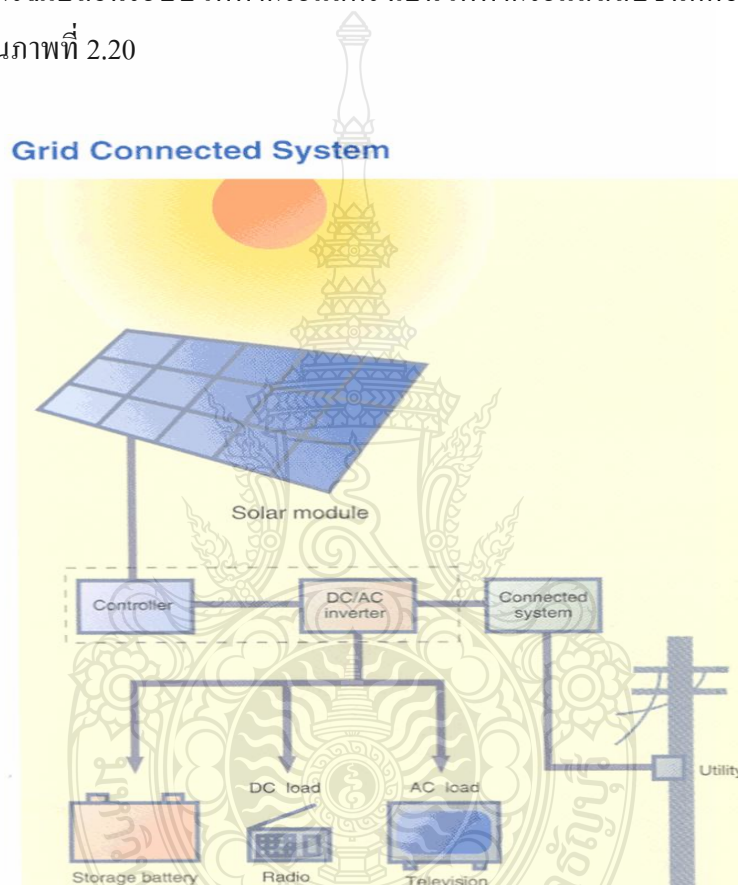 นภาพที่ 2.20
Grid Connected System
Solar module
Controller
DC/AC
inverter
Connected
system
Utility
DC load
AC load
Storage battery
Radio
Television